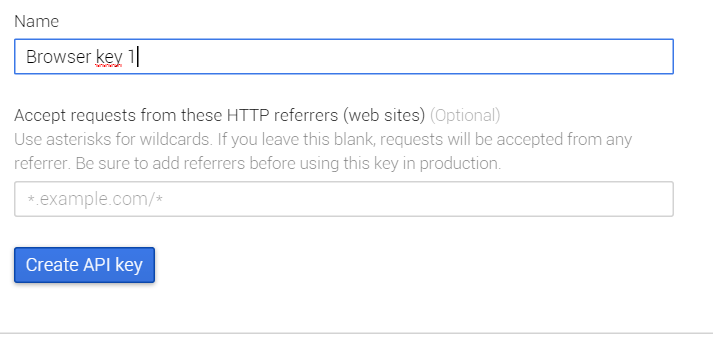 Name
Browser key 1
Accept requests from these HTTP referrers (web sites) (Optional)
Use asterisks for wildcards. If you leave this blank, requests will be accepted from any
referrer. Be sure to add referrers before using this key in production.
*.example.com/*
Create API key